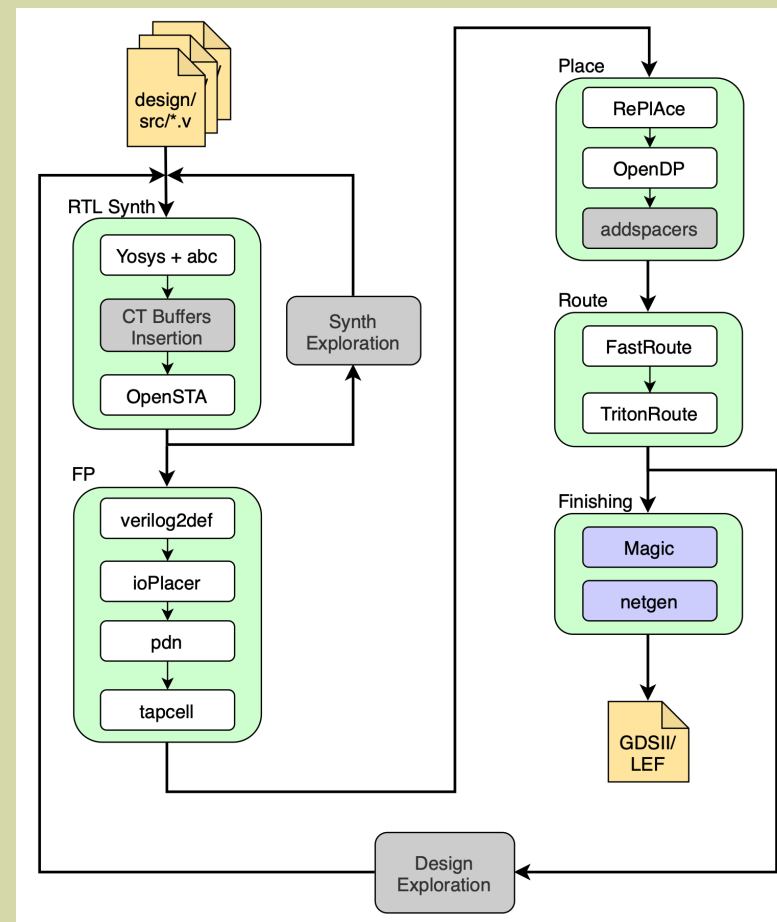 design/
src/*.v
RTL Synth
Yosys + abc
CT Buffers
Insertion
OpenSTA
Synth
Exploration
FP
verilog2def
ioPlacer
pdn
tapcell
Place
RePlAce
OpenDP
addspacers
Route
FastRoute
TritonRoute
Finishing
Magic
netgen
GDSII/
LEF
Design
Exploration